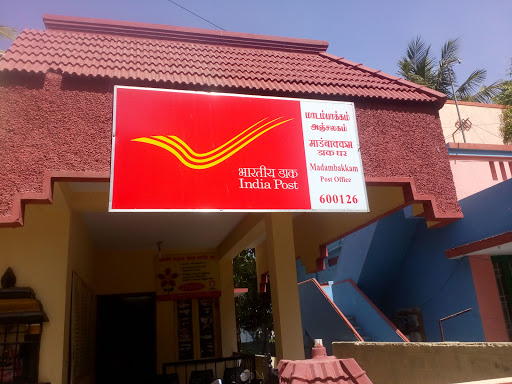 भारतीय डाक
India Post
மாடம்பாக்கம்
அஞ்சலகம்
माडंबाक्कम
डाक घर
Madambakkam
Post Office
600126